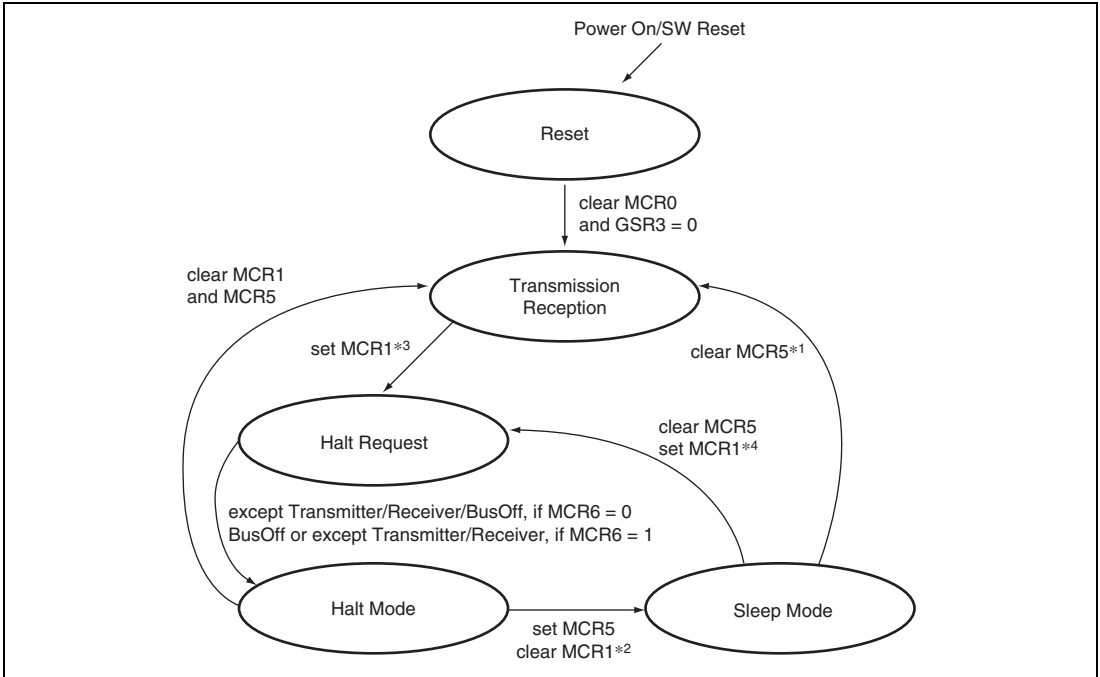 Power On/SW Reset
Reset
clear MCR0
and GSR3 = 0
clear MCR1
and MCR5
Transmission
Reception
set MCR1*3
clear MCR5*1
Halt Request
clear MCR5
set MCR1*4
except Transmitter/Receiver/BusOff, if MCR6 = 0
BusOff or except Transmitter/Receiver, if MCR6 = 1
Halt Mode
Sleep Mode
set MCR5
clear MCR1*2